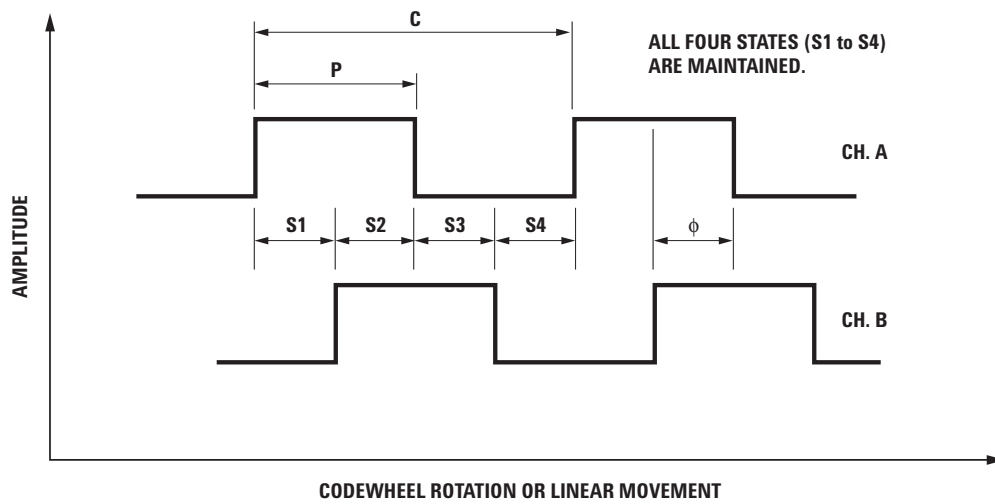 C
ALL FOUR STATES (S1 to S4)
ARE MAINTAINED.
P
CH. A
AMPLITUDE
S1 S2 S3 S4 ϕ
CH. B
CODEWHEEL ROTATION OR LINEAR MOVEMENT